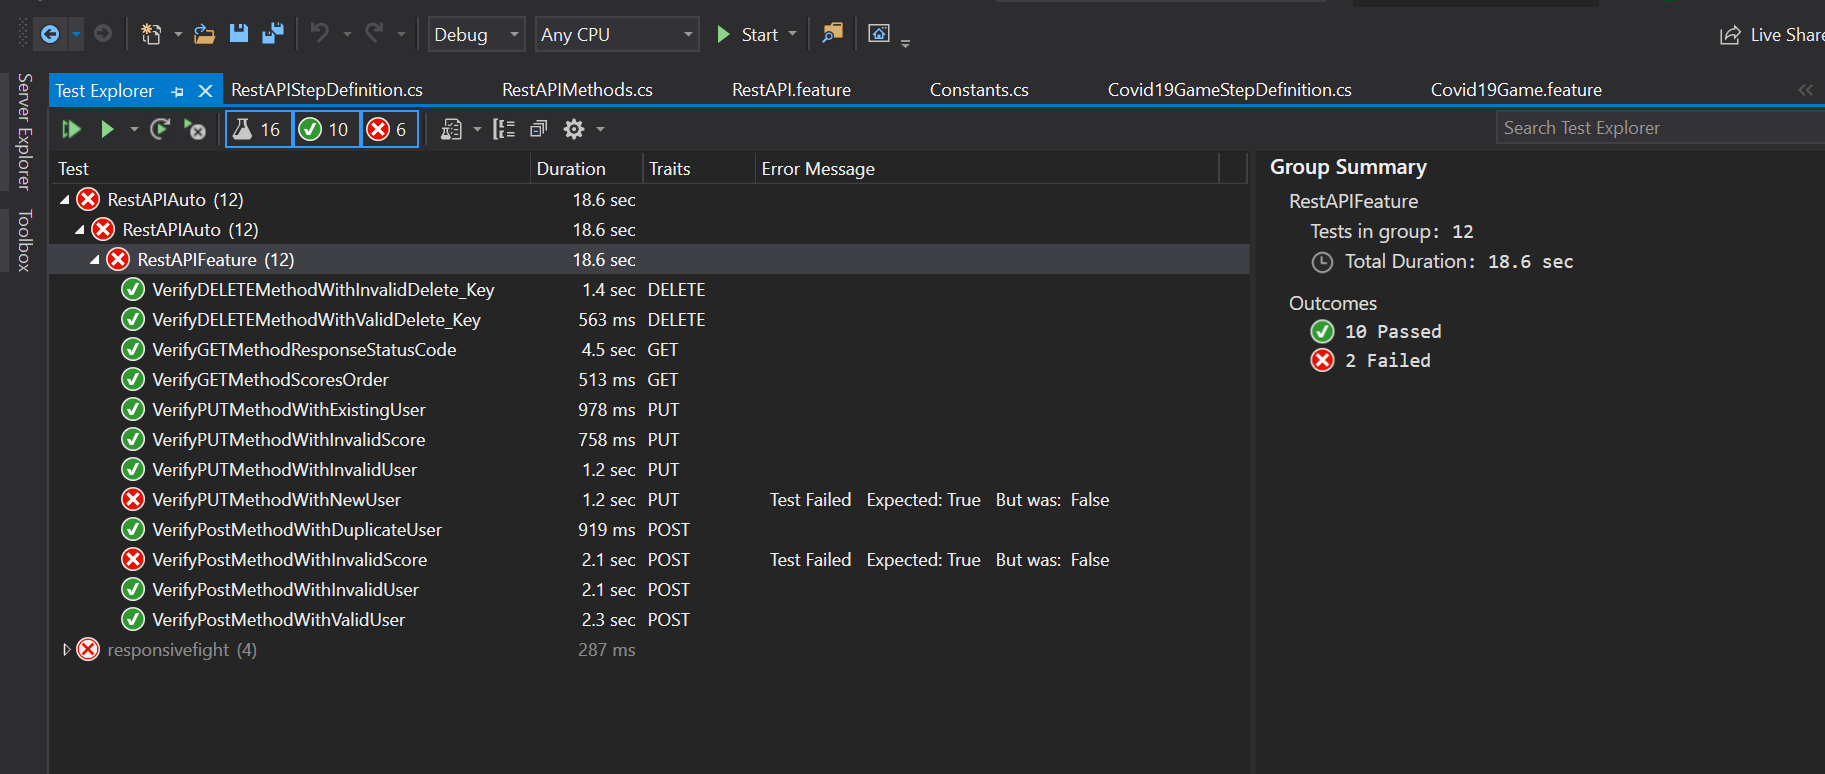 Debug Any CPU Start Live Share
Server Explorer
Toolbox
Test Explorer RestAPIStepDefinition.cs RestAPIMethods.cs RestAPI.feature Constants.cs Covid19GameStepDefinition.cs Covid19Game.feature
16 10 6 Search Test Explorer
Test Duration Traits Error Message
RestAPIAuto (12) 18.6 sec
RestAPIAuto (12) 18.6 sec
RestAPIFeature (12) 18.6 sec
VerifyDELETEMethodWithInvalidDelete_Key 1.4 sec DELETE
VerifyDELETEMethodWithValidDelete_Key 563 ms DELETE
VerifyGETMethodResponseStatusCode 4.5 sec GET
VerifyGETMethodScoresOrder 513 ms GET
VerifyPUTMethodWithExistingUser 978 ms PUT
VerifyPUTMethodWithInvalidScore 758 ms PUT
VerifyPUTMethodWithInvalidUser 1.2 sec PUT
VerifyPUTMethodWithNewUser 1.2 sec PUT Test Failed Expected: True But was: False
VerifyPostMethodWithDuplicateUser 919 ms POST
VerifyPostMethodWithInvalidScore 2.1 sec POST Test Failed Expected: True But was: False
VerifyPostMethodWithInvalidUser 2.1 sec POST
VerifyPostMethodWithValidUser 2.3 sec POST
responsivefight (4) 287 ms
Group Summary
RestAPIFeature
Tests in group: 12
Total Duration: 18.6 sec
Outcomes
10 Passed
2 Failed